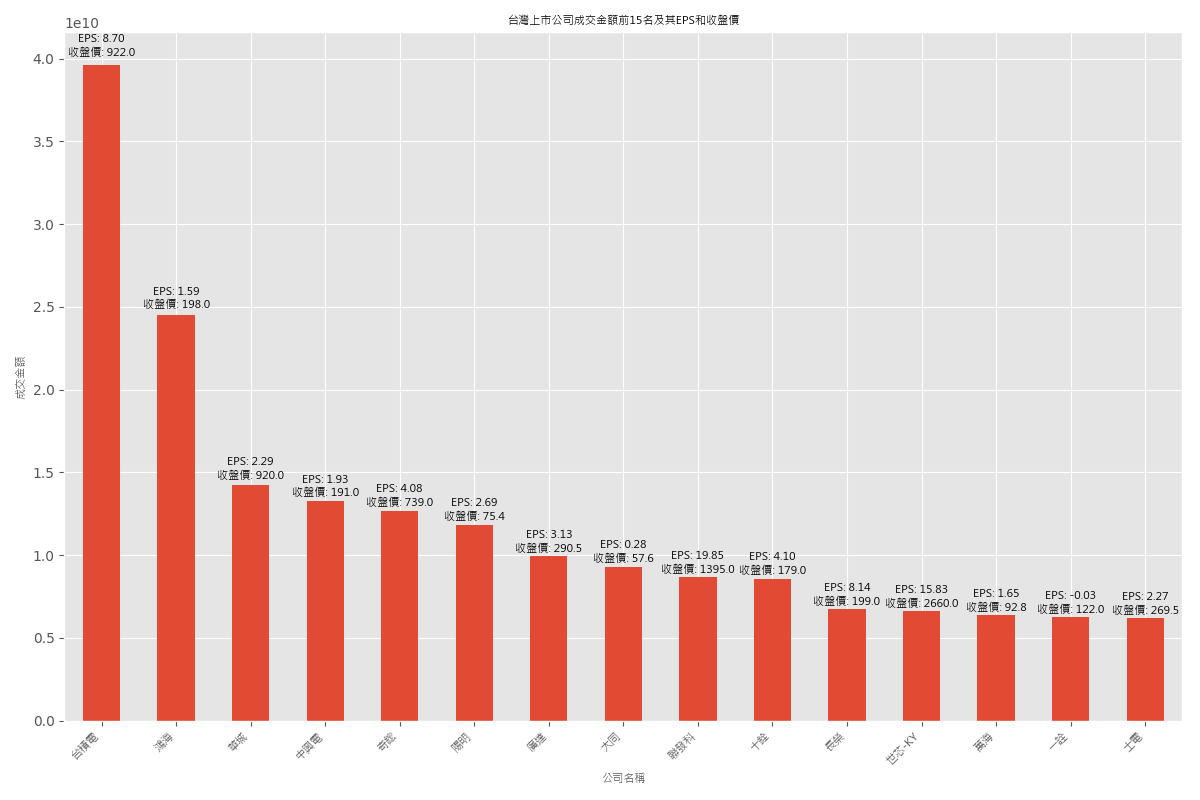 台灣上市公司成交金額前15名及其EPS和收盤價
1e10
4.0
3.5
3.0
2.5
2.0
1.5
1.0
0.5
0.0
成交金額
EPS: 8.70
收盤價: 922.0
EPS: 1.59
收盤價: 198.0
EPS: 2.29
收盤價: 920.0
EPS: 1.93
收盤價: 191.0
EPS: 4.08
收盤價: 739.0
EPS: 2.69
收盤價: 75.4
EPS: 3.13
收盤價: 290.5
EPS: 0.28
收盤價: 57.6
EPS: 19.85
收盤價: 1395.0
EPS: 4.10
收盤價: 179.0
EPS: 8.14
收盤價: 199.0
EPS: 15.83
收盤價: 2660.0
EPS: 1.65
收盤價: 92.8
EPS: -0.03
收盤價: 122.0
EPS: 2.27
收盤價: 269.5
台積電
鴻海
華城
中興電
奇鋐
陽明
廣達
大同
聯發科
十銓
長榮
世芯-KY
萬海
一詮
士電
公司名稱